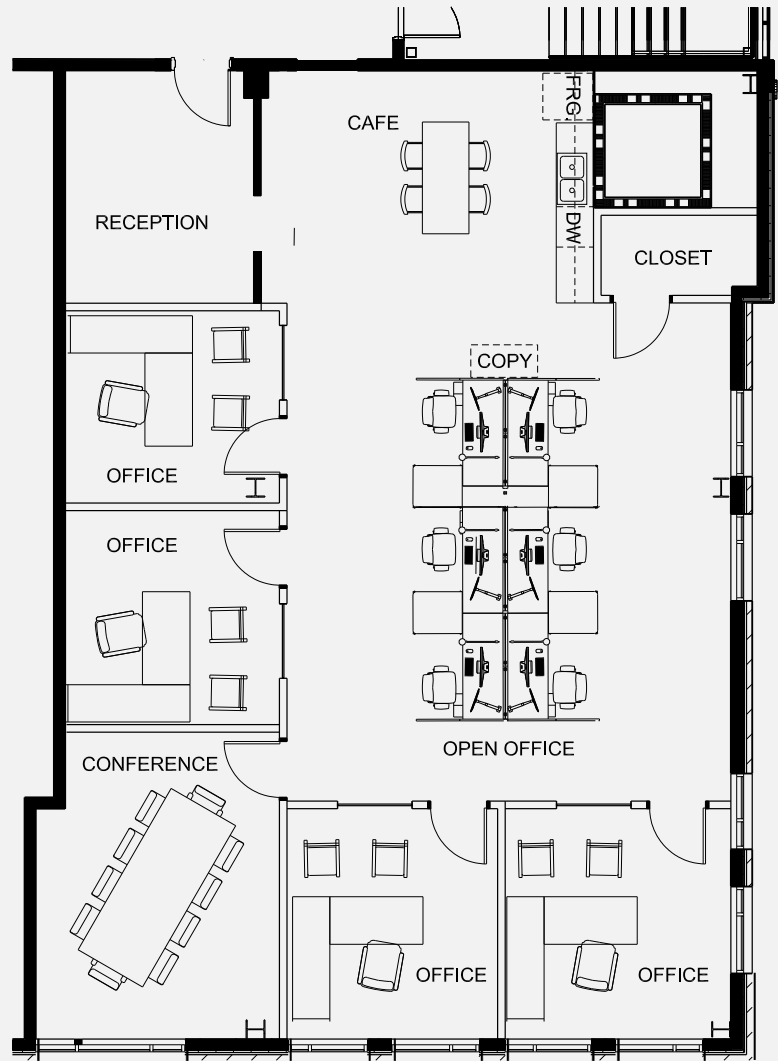 FRG
CAFE
RECEPTION
DW
CLOSET
COPY
OFFICE
OFFICE
OPEN OFFICE
CONFERENCE
OFFICE
OFFICE